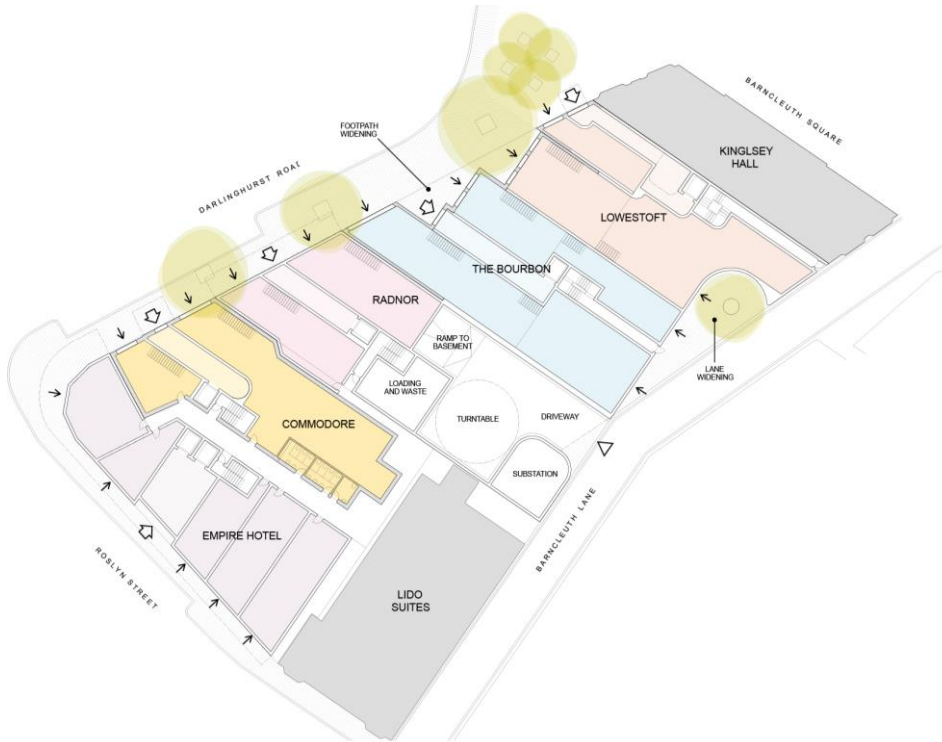 BARNCLEUTH SQUARE
FOOTPATH
WIDENING
KINGLSEY
HALL
DARLINGHURST ROAD
LOWESTOFT
THE BOURBON
RADNOR
RAMP TO
BASEMENT
LANE
WIDENING
LOADING
AND WASTE
TURNTABLE
DRIVEWAY
COMMODORE
SUBSTATION
EMPIRE HOTEL
BARNCLEUTH LANE
ROSLYN STREET
LIDO
SUITES